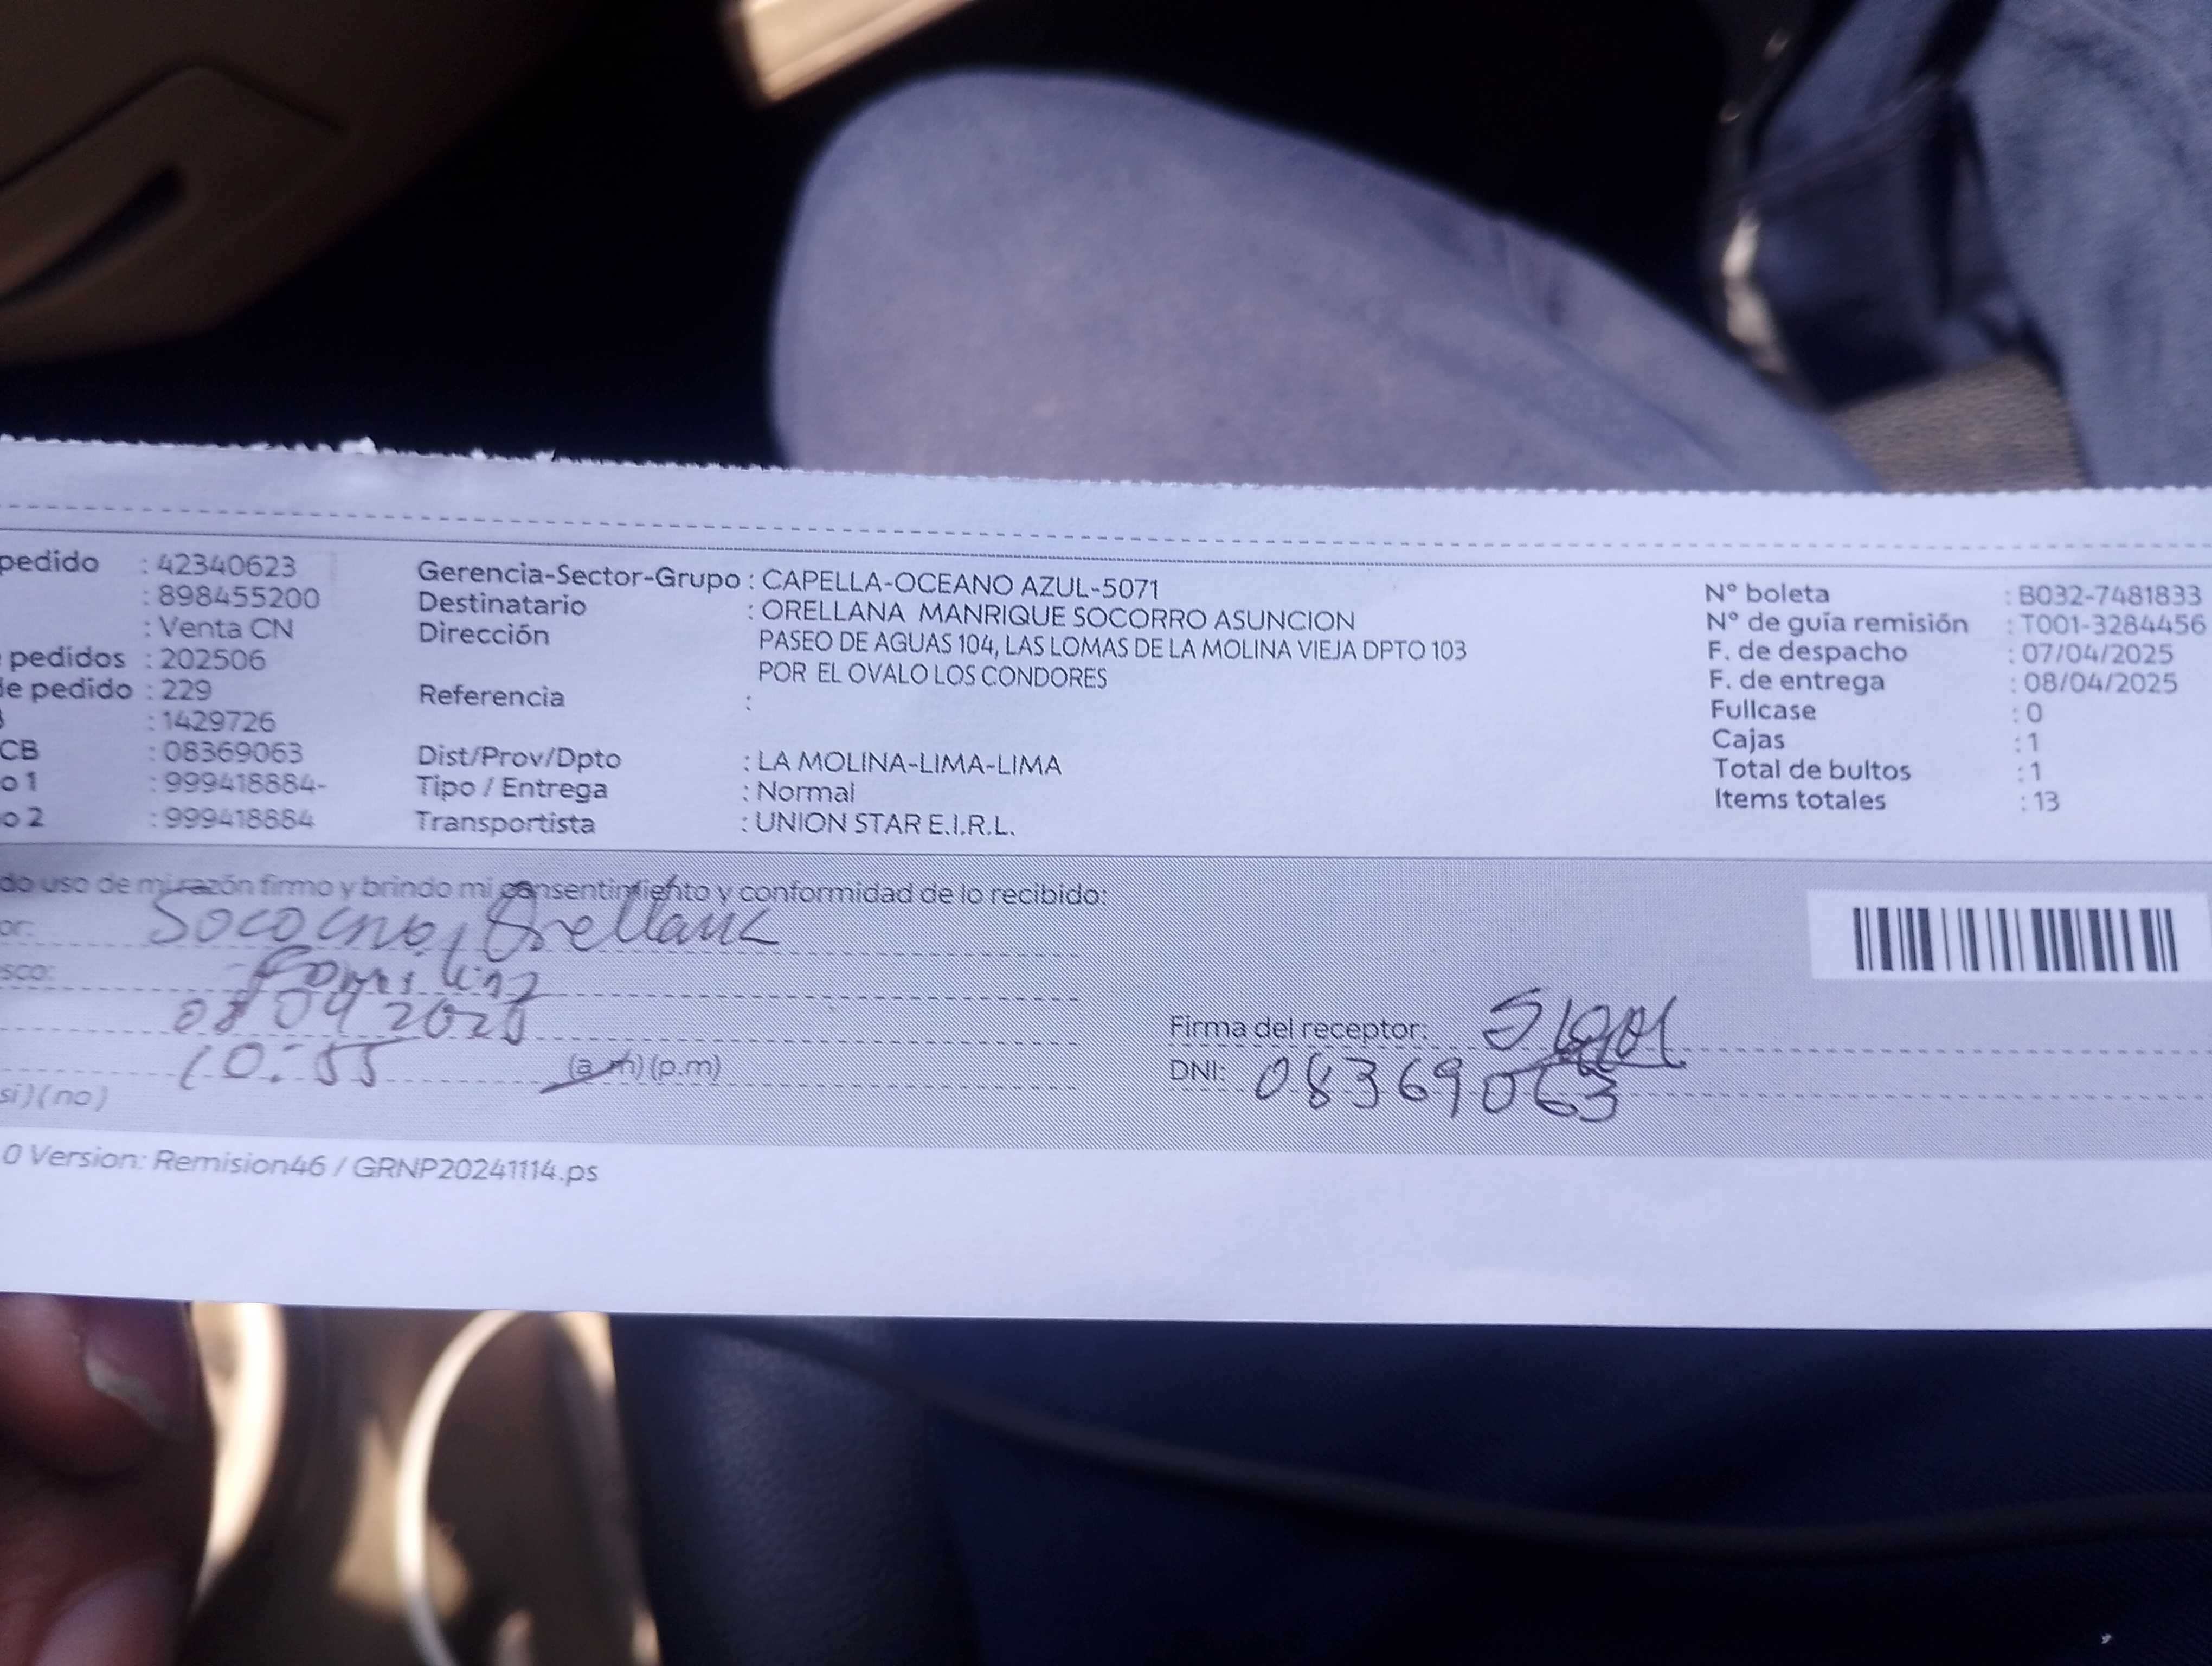 pedido : 42340623
: 898455200
: Venta CN
pedidos : 202506
de pedido : 229
: 1429726
CB : 08369063
o 1 : 999418884-
o 2 : 999418884
Gerencia-Sector-Grupo : CAPELLA-OCEANO AZUL-5071
Destinatario : ORELLANA MANRIQUE SOCORRO ASUNCION
Dirección PASEO DE AGUAS 104, LAS LOMAS DE LA MOLINA VIEJA DPTO 103
POR EL OVALO LOS CONDORES
Referencia :
Dist/Prov/Dpto : LA MOLINA-LIMA-LIMA
Tipo / Entrega : Normal
Transportista : UNION STAR E.I.R.L.
Nº boleta : B032-7481833
Nº de guía remisión : T001-3284456
F. de despacho : 07/04/2025
F. de entrega : 08/04/2025
Fullcase : 0
Cajas : 1
Total de bultos : 1
Items totales : 13
do uso de mi razón firmo y brindo mi consentimiento y conformidad de lo recibido:
or: Orellana
sco:
08 04 2025
10:55 (a.m) (p.m)
si) (no)
Firma del receptor:
DNI: 08369063
0 Version: Remision46 / GRNP20241114.ps